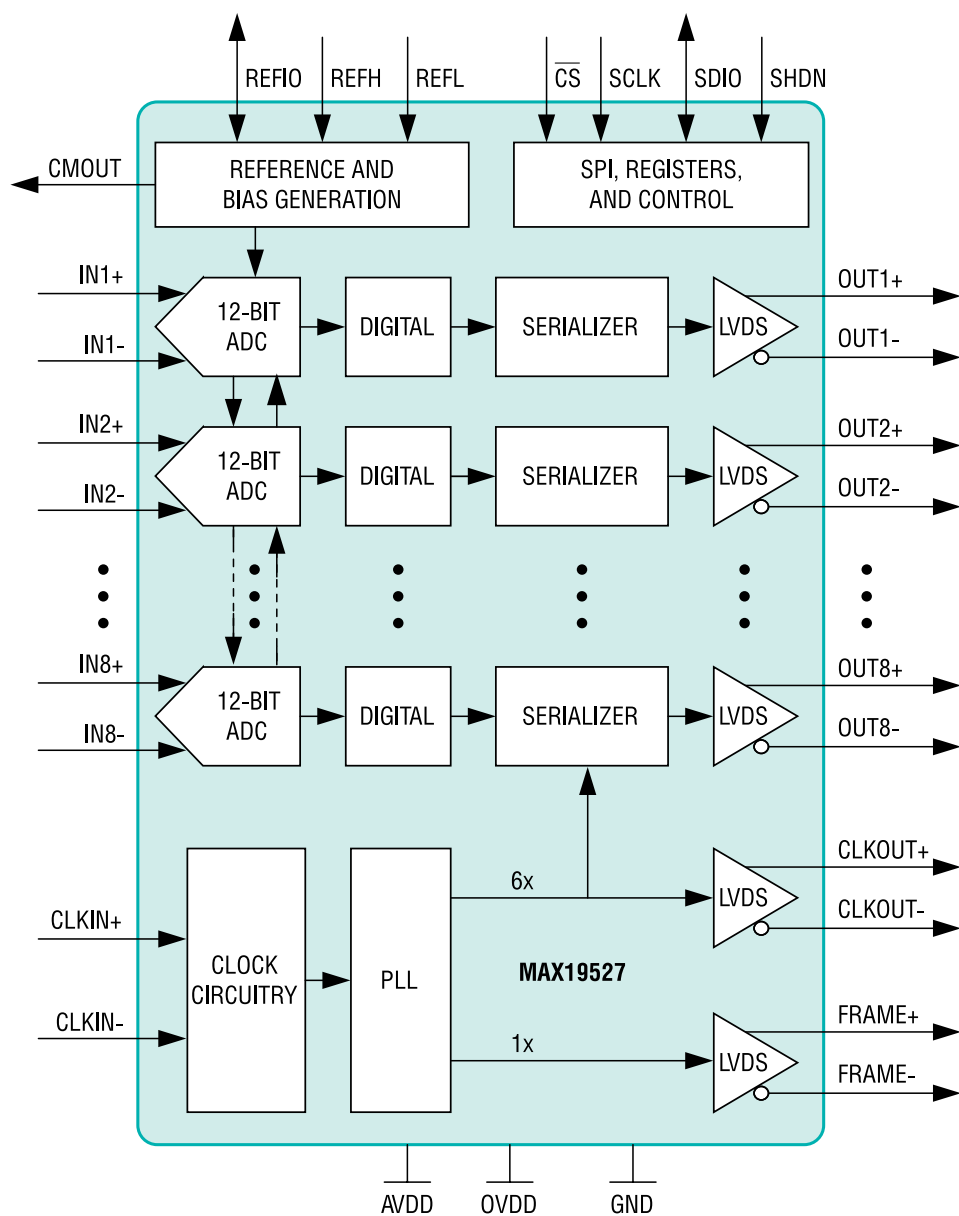 REFIO
REFH
REFL
CS
SCLK
SDIO
SHDN
CMOUT
REFERENCE AND
BIAS GENERATION
SPI, REGISTERS,
AND CONTROL
IN1+
IN1-
12-BIT
ADC
DIGITAL
SERIALIZER
LVDS
OUT1+
OUT1-
IN2+
IN2-
12-BIT
ADC
DIGITAL
SERIALIZER
LVDS
OUT2+
OUT2-
IN8+
IN8-
12-BIT
ADC
DIGITAL
SERIALIZER
LVDS
OUT8+
OUT8-
CLKIN+
CLKIN-
CLOCK
CIRCUITRY
PLL
6x
LVDS
CLKOUT+
CLKOUT-
MAX19527
1x
LVDS
FRAME+
FRAME-
AVDD
OVDD
GND